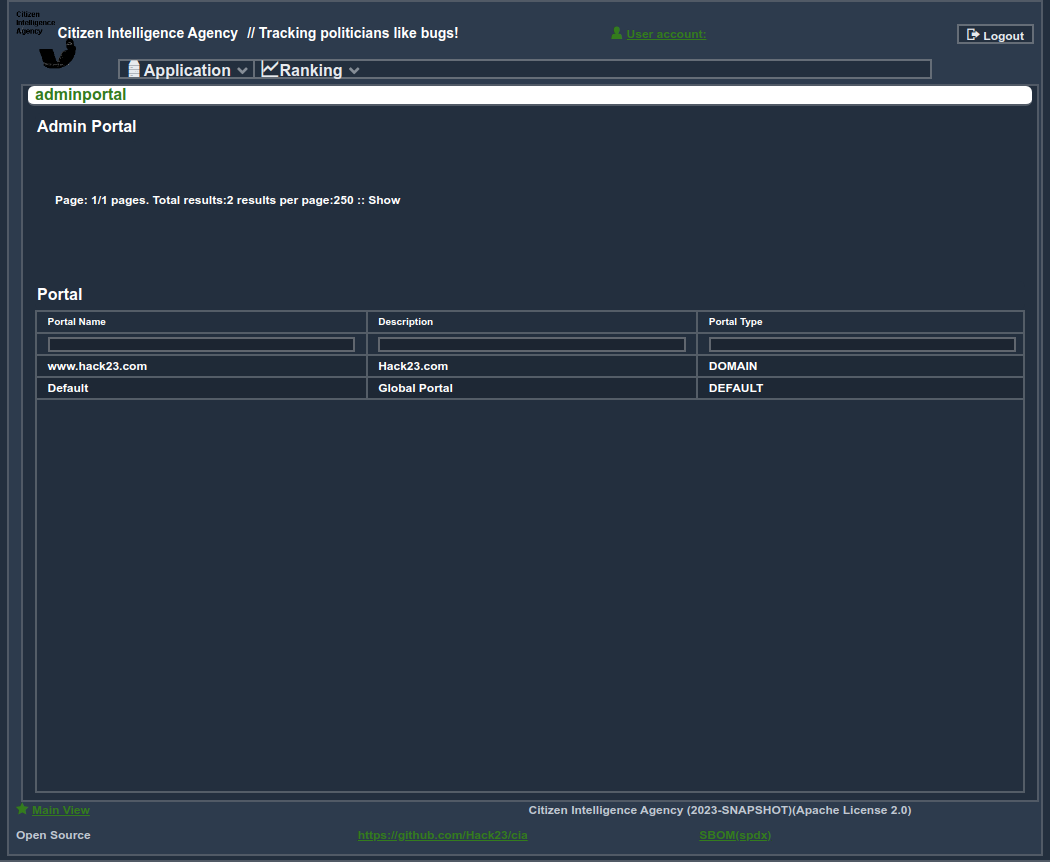 Citizen
Intelligence
Agency
Citizen Intelligence Agency // Tracking politicians like bugs!
User account:
Logout
Application
Ranking
adminportal
Admin Portal
Page: 1/1 pages. Total results:2 results per page:250 :: Show
Portal
Portal Name Description Portal Type
www.hack23.com Hack23.com DOMAIN
Default Global Portal DEFAULT
Main View
Citizen Intelligence Agency (2023-SNAPSHOT)(Apache License 2.0)
Open Source
https://github.com/Hack23/cia
SBOM(spdx)